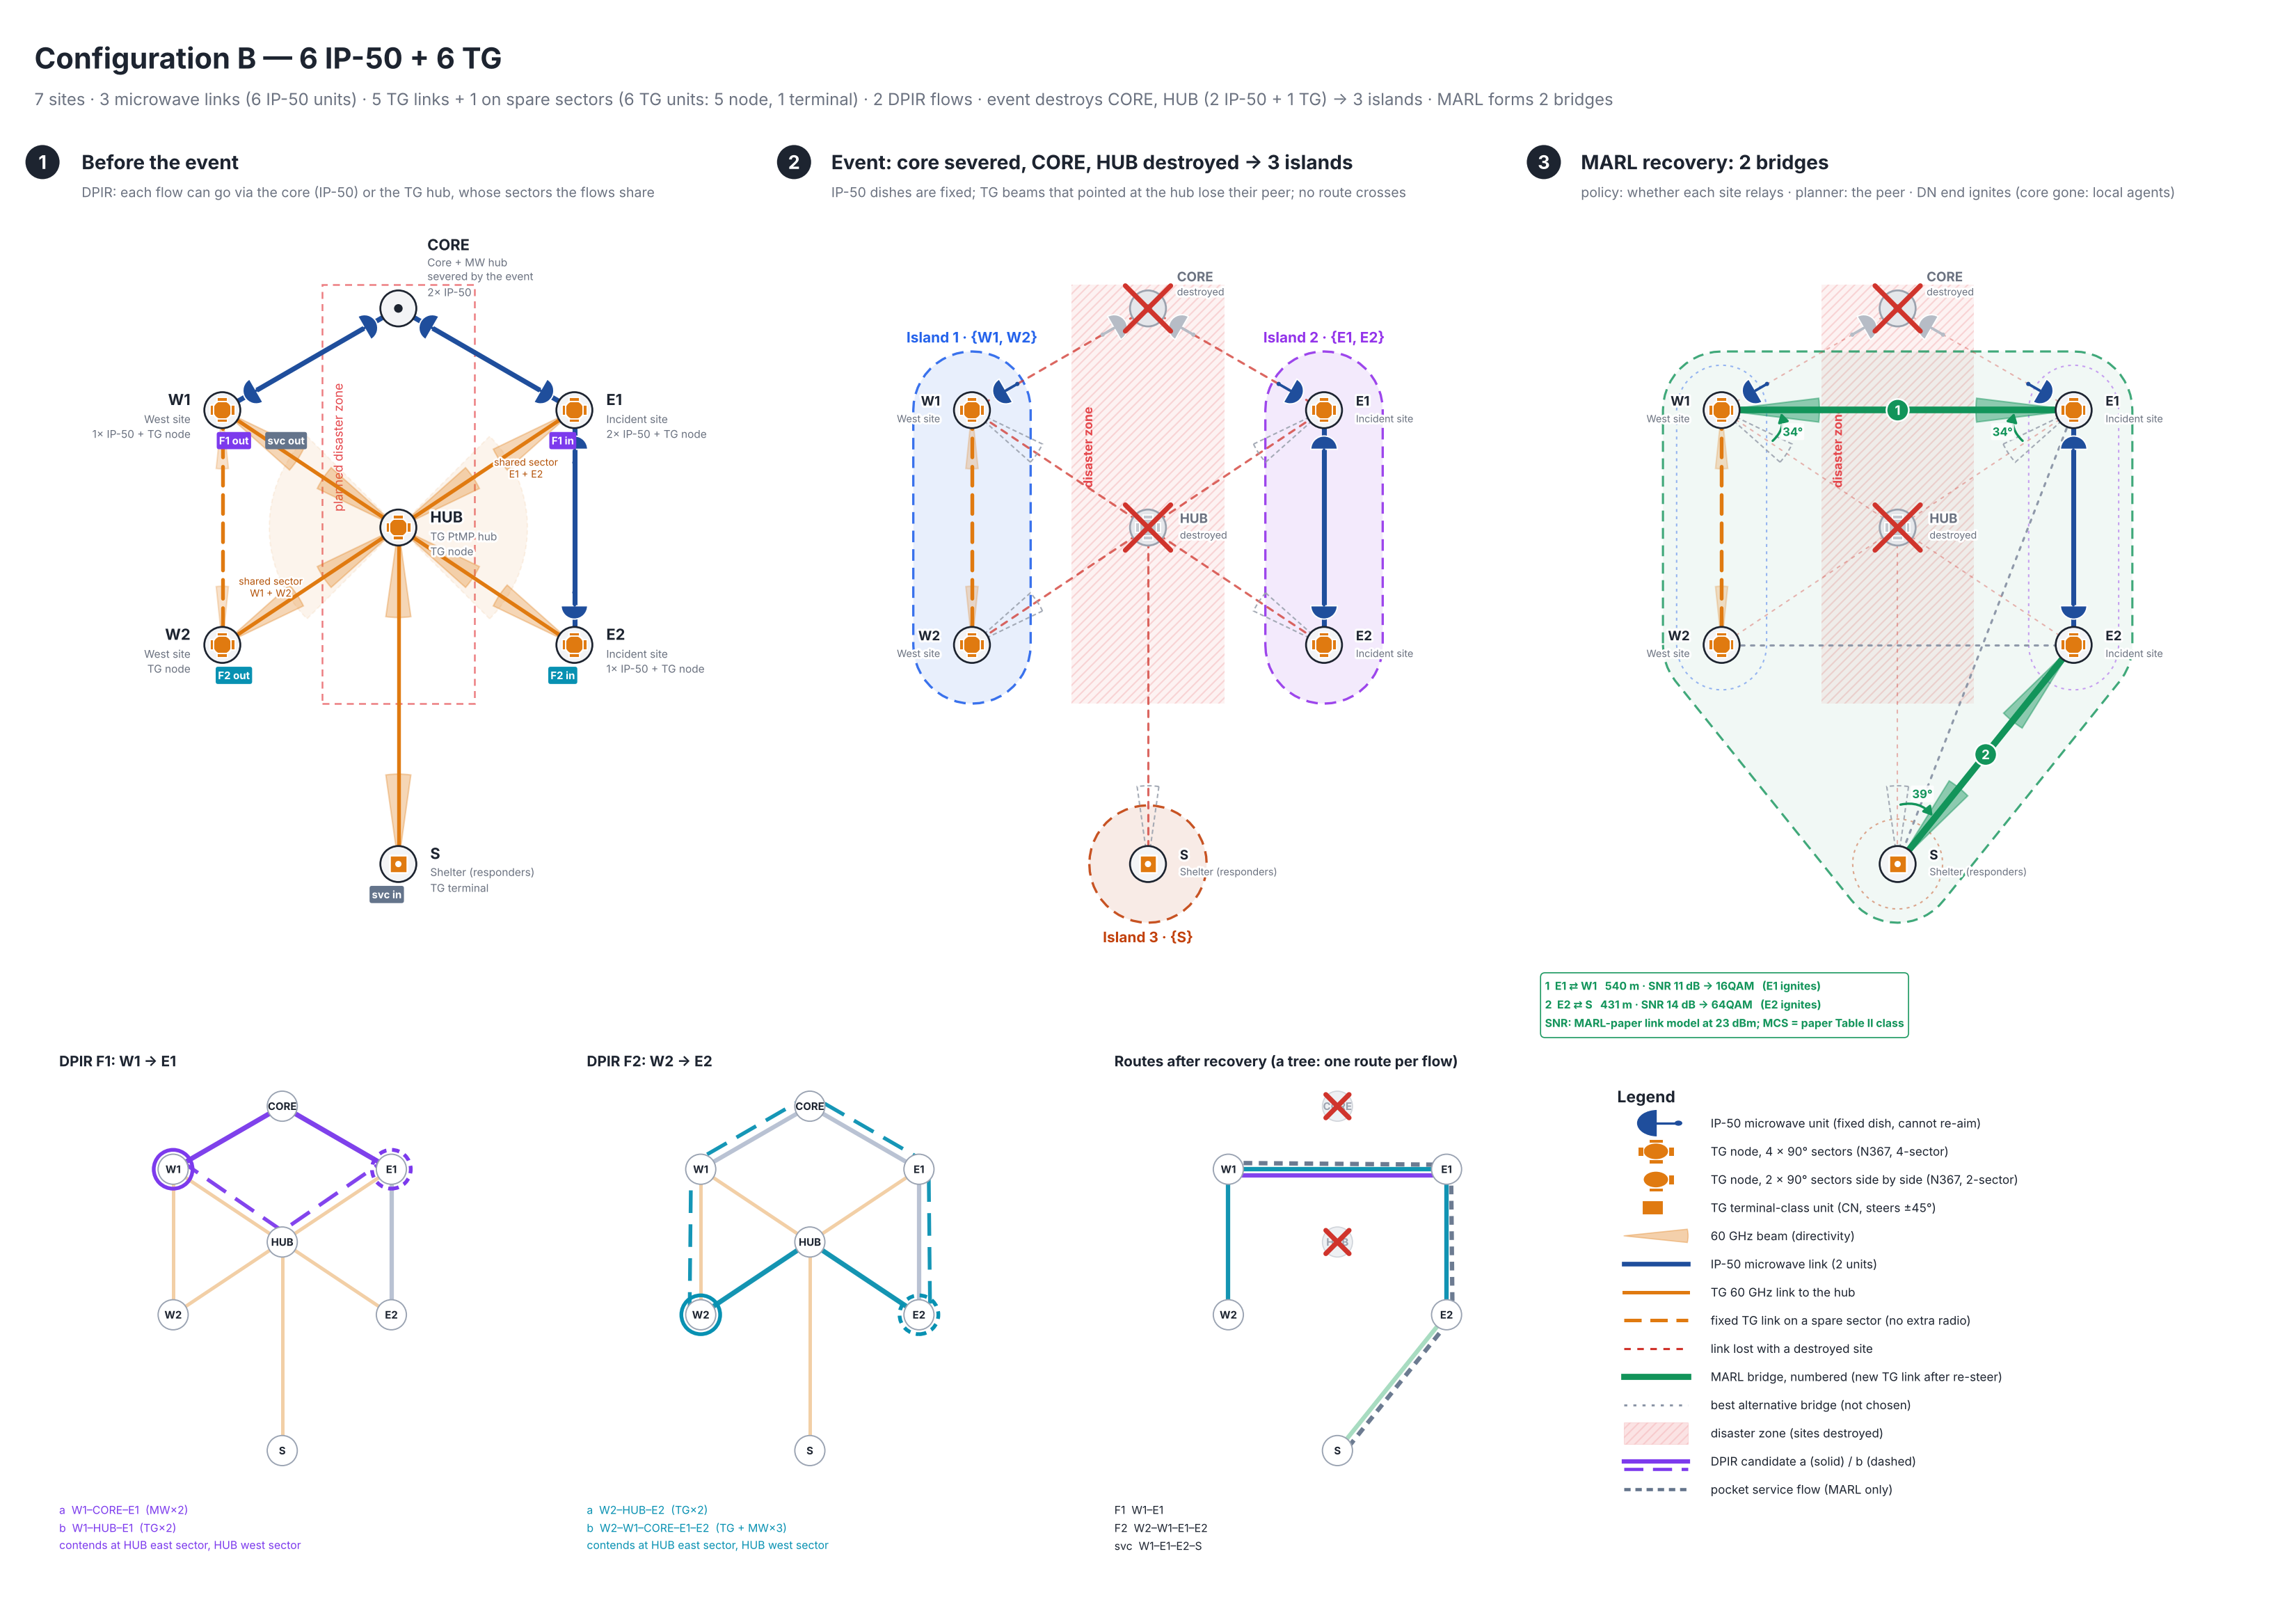 Configuration B — 6 IP-50 + 6 TG
7 sites · 3 microwave links (6 IP-50 units) · 5 TG links + 1 on spare sectors (6 TG units: 5 node, 1 terminal) · 2 DPIR flows · event destroys CORE, HUB (2 IP-50 + 1 TG) → 3 islands · MARL forms 2 bridges
1 Before the event
DPIR: each flow can go via the core (IP-50) or the TG hub, whose sectors the flows share
CORE
Core + MW hub
severed by the event
2× IP-50
planned disaster zone
W1
West site
1× IP-50 + TG node
F1 out
svc out
E1
Incident site
2× IP-50 + TG node
F1 in
shared sector
E1 + E2
HUB
TG PtMP hub
TG node
shared sector
W1 + W2
W2
West site
TG node
F2 out
E2
Incident site
1× IP-50 + TG node
F2 in
S
Shelter (responders)
TG terminal
svc in
2 Event: core severed, CORE, HUB destroyed → 3 islands
IP-50 dishes are fixed; TG beams that pointed at the hub lose their peer; no route crosses
CORE
destroyed
Island 1 · {W1, W2}
Island 2 · {E1, E2}
W1
West site
disaster zone
E1
Incident site
HUB
destroyed
W2
West site
E2
Incident site
S
Shelter (responders)
Island 3 · {S}
3 MARL recovery: 2 bridges
policy: whether each site relays · planner: the peer · DN end ignites (core gone: local agents)
CORE
destroyed
W1
West site
1
E1
Incident site
34°
34°
disaster zon
HUB
destroyed
W2
West site
E2
Incident site
2
39°
S
Shelter (responders)
1 E1 ⇄ W1 540 m · SNR 11 dB → 16QAM (E1 ignites)
2 E2 ⇄ S 431 m · SNR 14 dB → 64QAM (E2 ignites)
SNR: MARL-paper link model at 23 dBm; MCS = paper Table II class
DPIR F1: W1 → E1
CORE
W1
E1
HUB
W2
E2
S
a W1–CORE–E1 (MW×2)
b W1–HUB–E1 (TG×2)
contends at HUB east sector, HUB west sector
DPIR F2: W2 → E2
CORE
W1
E1
HUB
W2
E2
S
a W2–HUB–E2 (TG×2)
b W2–W1–CORE–E1–E2 (TG + MW×3)
contends at HUB east sector, HUB west sector
Routes after recovery (a tree: one route per flow)
CORE
W1
E1
HUB
W2
E2
S
F1 W1–E1
F2 W2–W1–E1–E2
svc W1–E1–E2–S
Legend
IP-50 microwave unit (fixed dish, cannot re-aim)
TG node, 4 × 90° sectors (N367, 4-sector)
TG node, 2 × 90° sectors side by side (N367, 2-sector)
TG terminal-class unit (CN, steers ±45°)
60 GHz beam (directivity)
IP-50 microwave link (2 units)
TG 60 GHz link to the hub
fixed TG link on a spare sector (no extra radio)
link lost with a destroyed site
MARL bridge, numbered (new TG link after re-steer)
best alternative bridge (not chosen)
disaster zone (sites destroyed)
DPIR candidate a (solid) / b (dashed)
pocket service flow (MARL only)